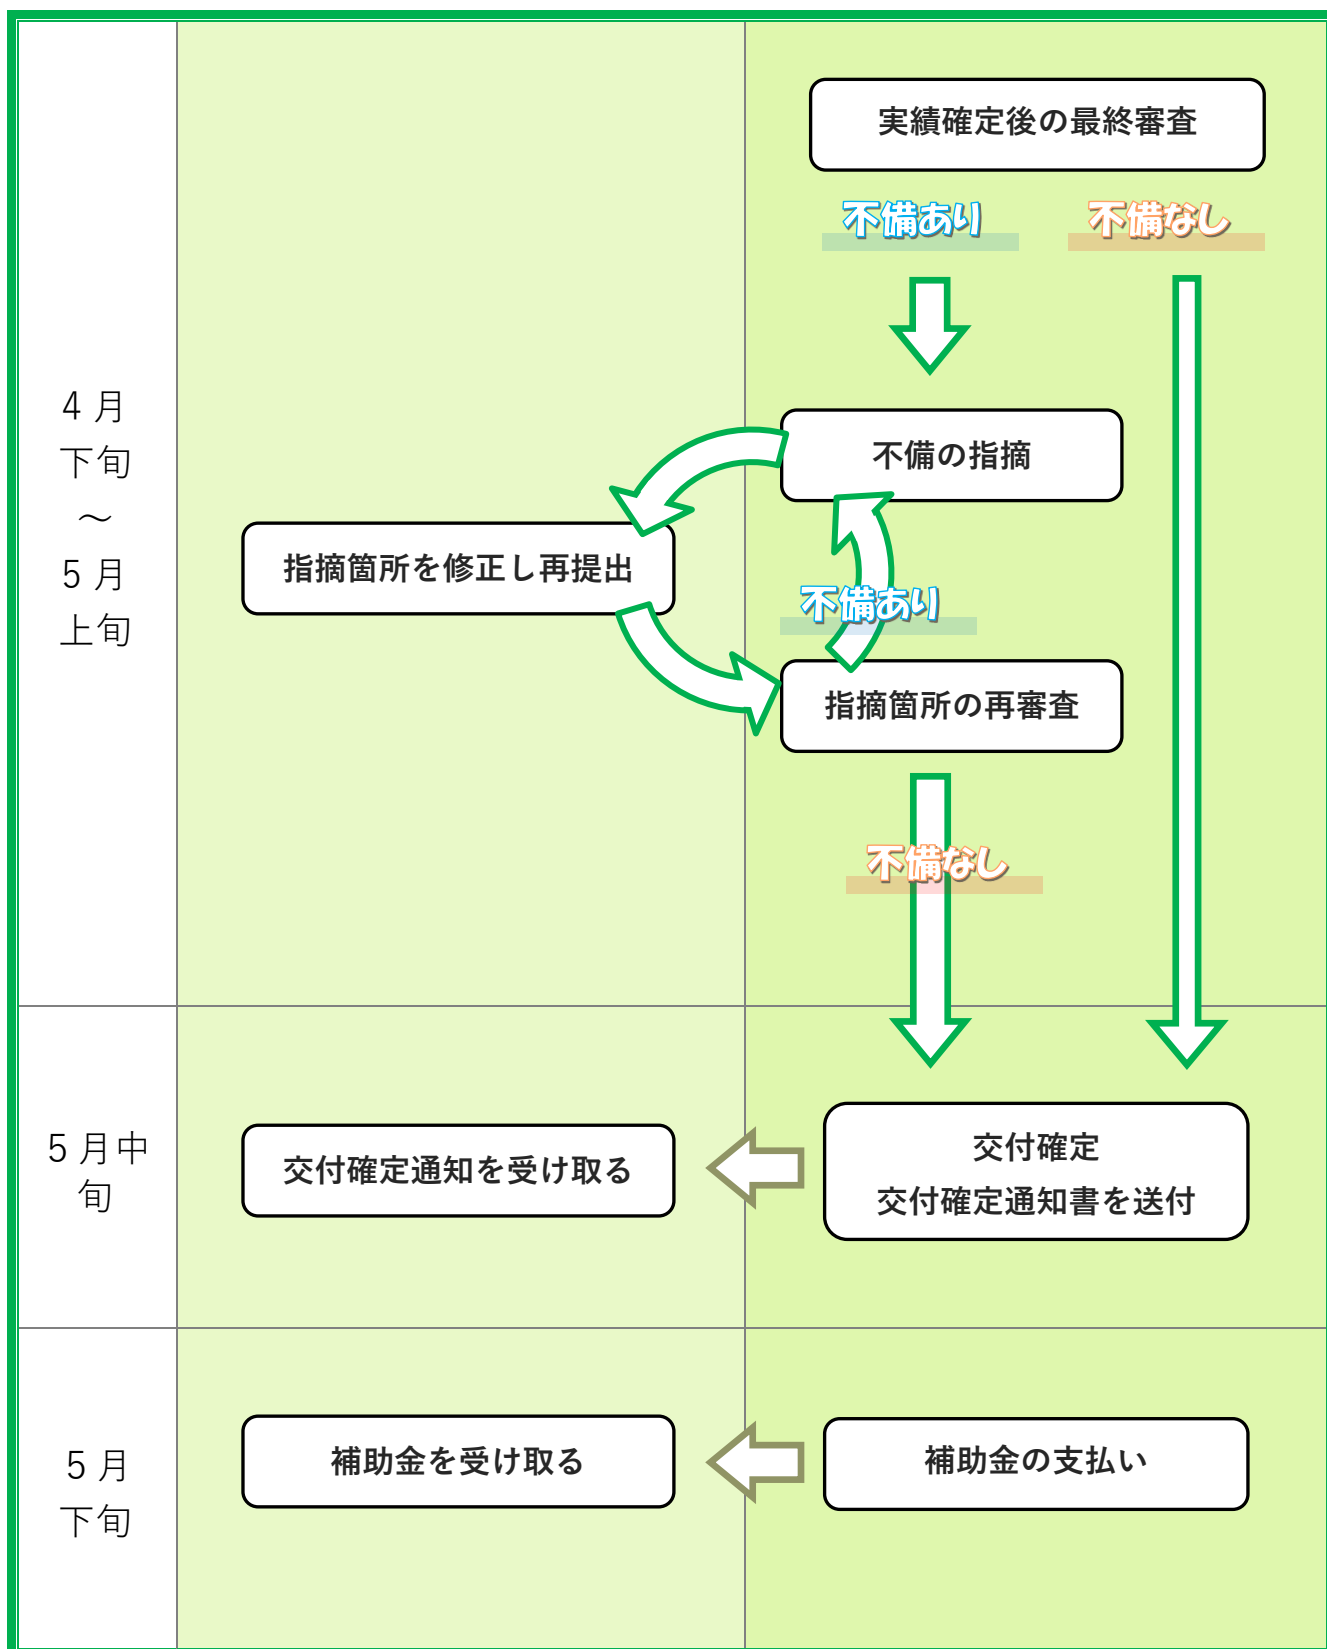 4月
下旬
～
5月
上旬
実績確定後の最終審査
不備あり
不備なし
不備の指摘
指摘箇所を修正し再提出
不備あり
指摘箇所の再審査
不備なし
5月中
旬
交付確定通知を受け取る
交付確定
交付確定通知書を送付
5月
下旬
補助金を受け取る
補助金の支払い